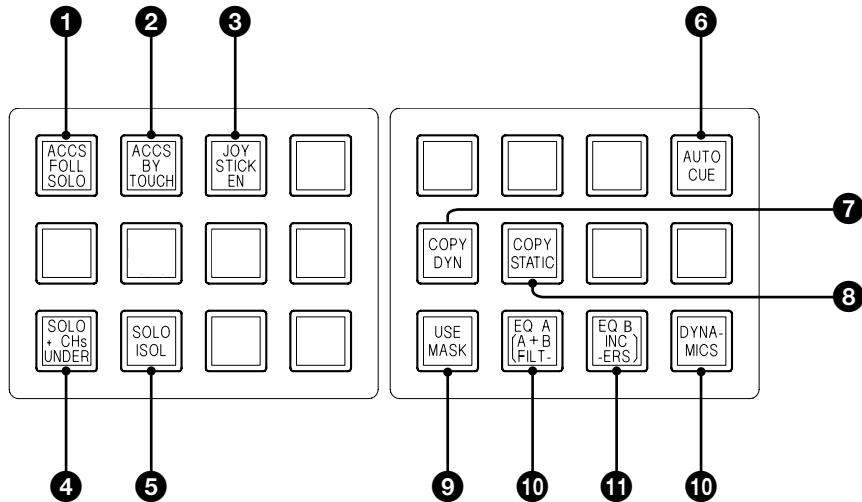 1 2 3 6
ACCS
FOLL
SOLO
ACCS
BY
TOUCH
JOY
STICK
EN
AUTO
CUE
7
COPY
DYN
COPY
STATIC
8
SOLO
+ CHs
UNDER
SOLO
ISOL
USE
MASK
EQ A
(A+B
FILT-
EQ B
INC)
-ERS
DYNA-
MICS
4 5 9 10 11 10